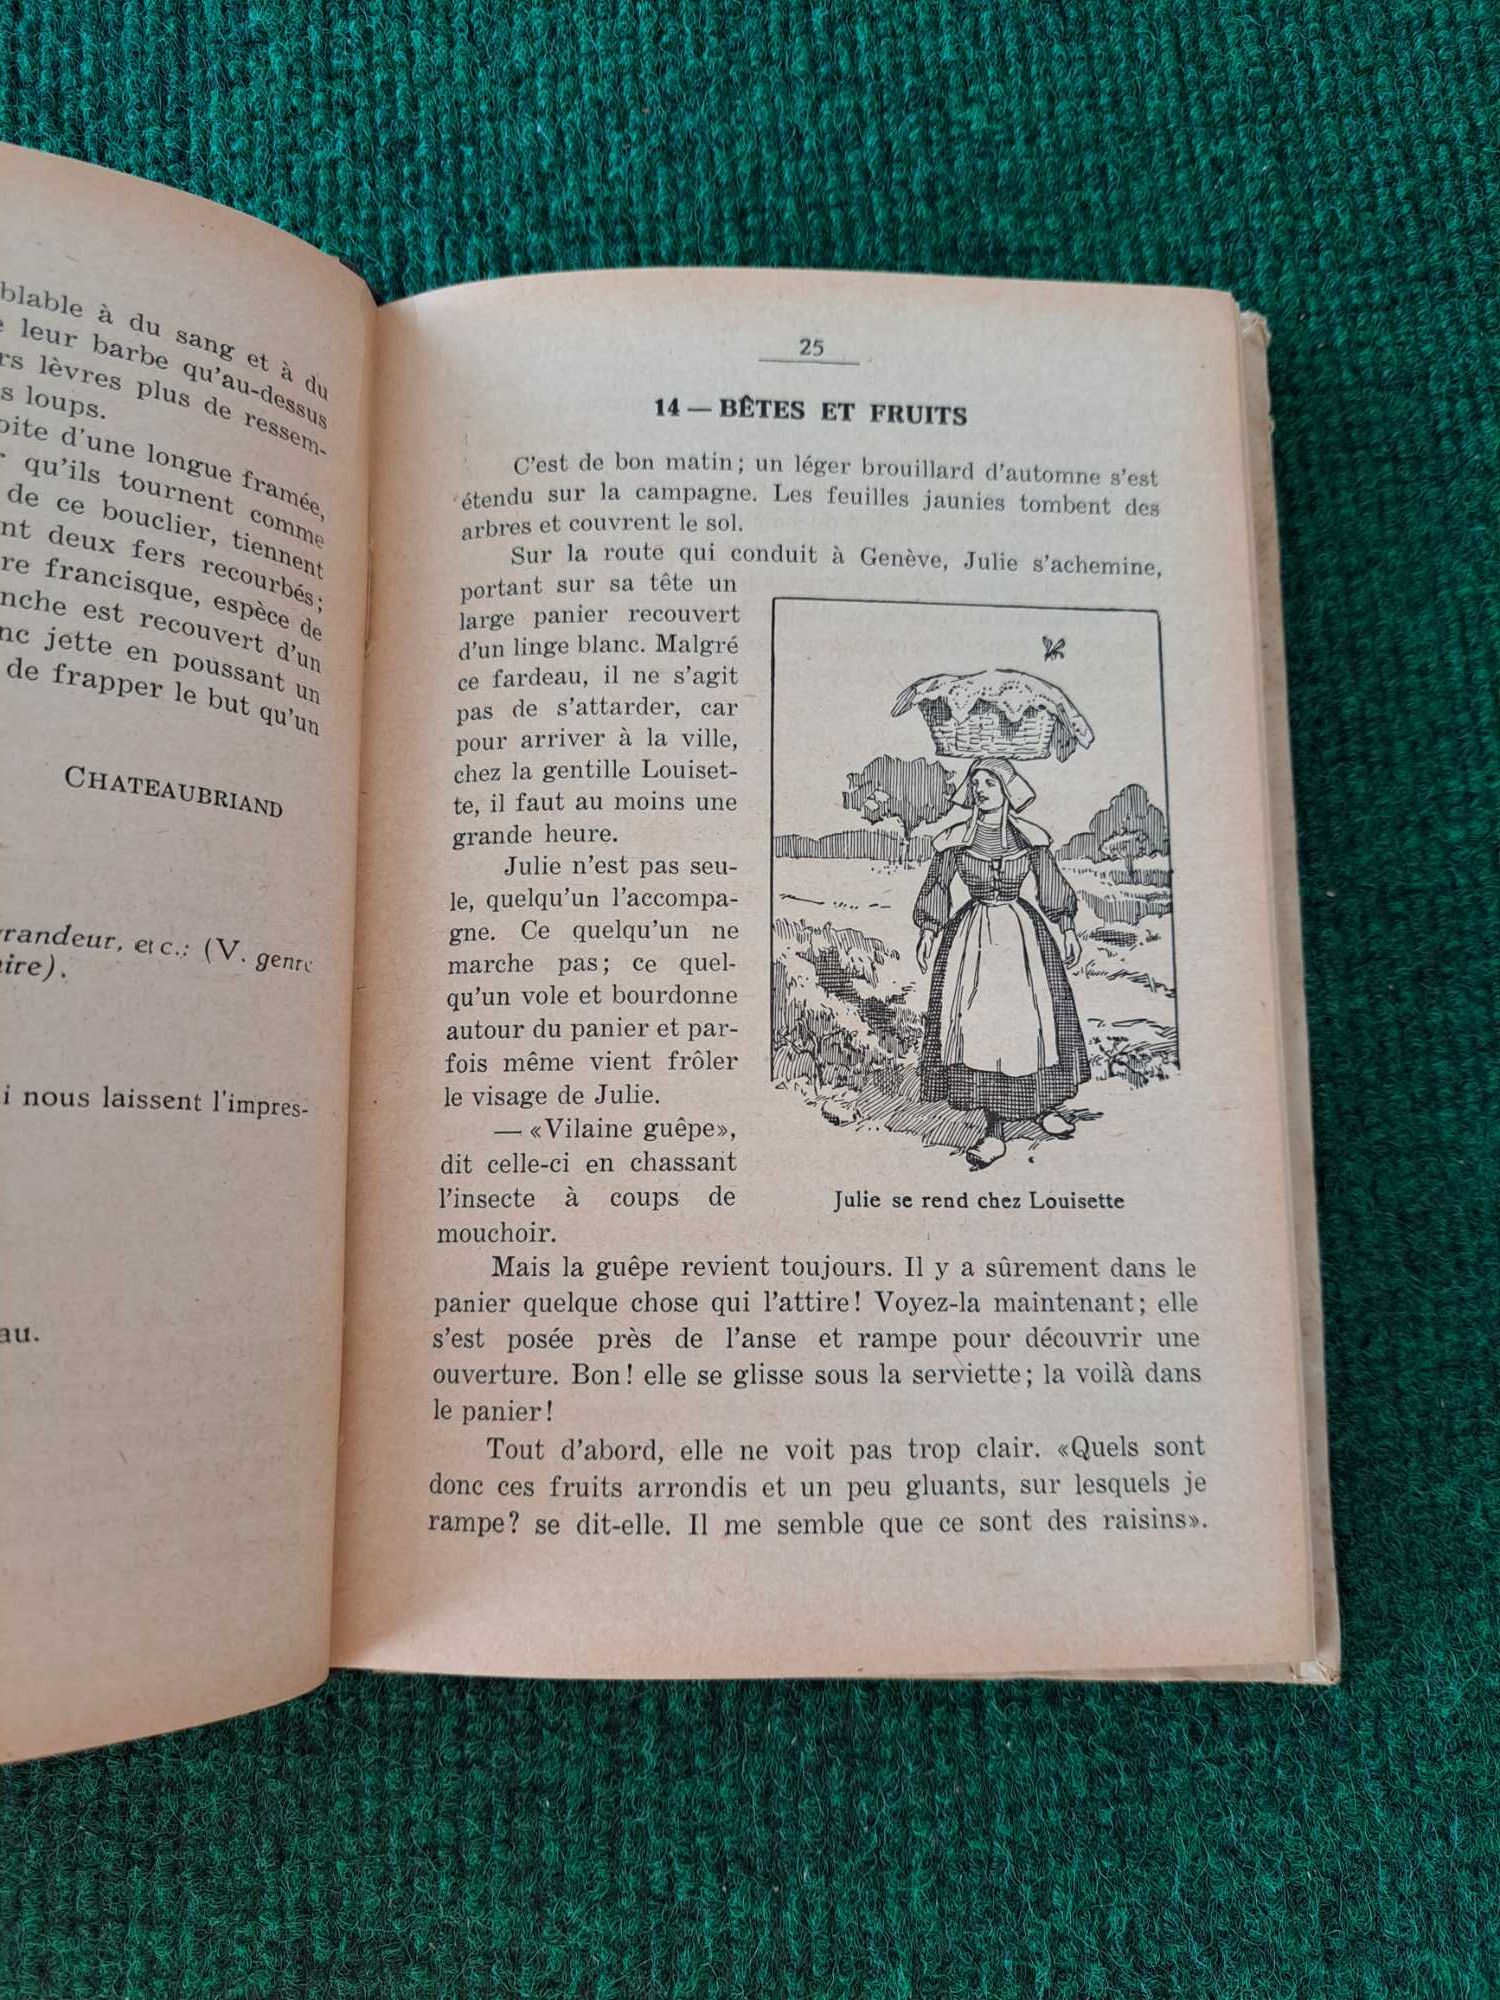 blable à du sang et à du
leur barbe qu'au-dessus
rs lèvres plus de ressem-
s loups.
oite d'une longue framée,
qu'ils tournent comme
de ce bouclier, tiennent
nt deux fers recourbés;
re francisque, espèce de
nche est recouvert d'un
nc jette en poussant un
de frapper le but qu'un
CHATEAUBRIAND
grandeur, etc.: (V. genre
ire).
i nous laissent l'impres-
au.
25
14 — BÊTES ET FRUITS
C'est de bon matin; un léger brouillard d'automne s'est
étendu sur la campagne. Les feuilles jaunies tombent des
arbres et couvrent le sol.
Sur la route qui conduit à Genève, Julie s'achemine,
portant sur sa tête un
large panier recouvert
d'un linge blanc. Malgré
ce fardeau, il ne s'agit
pas de s'attarder, car
pour arriver à la ville,
chez la gentille Louiset-
te, il faut au moins une
grande heure.
Julie n'est pas seu-
le, quelqu'un l'accompa-
gne. Ce quelqu'un ne
marche pas; ce quel-
qu'un vole et bourdonne
autour du panier et par-
fois même vient frôler
le visage de Julie.
— «Vilaine guêpe»,
dit celle-ci en chassant
l'insecte à coups de
mouchoir.
Julie se rend chez Louisette
Mais la guêpe revient toujours. Il y a sûrement dans le
panier quelque chose qui l'attire! Voyez-la maintenant; elle
s'est posée près de l'anse et rampe pour découvrir une
ouverture. Bon! elle se glisse sous la serviette; la voilà dans
le panier!
Tout d'abord, elle ne voit pas trop clair. «Quels sont
donc ces fruits arrondis et un peu gluants, sur lesquels je
rampe? se dit-elle. Il me semble que ce sont des raisins».